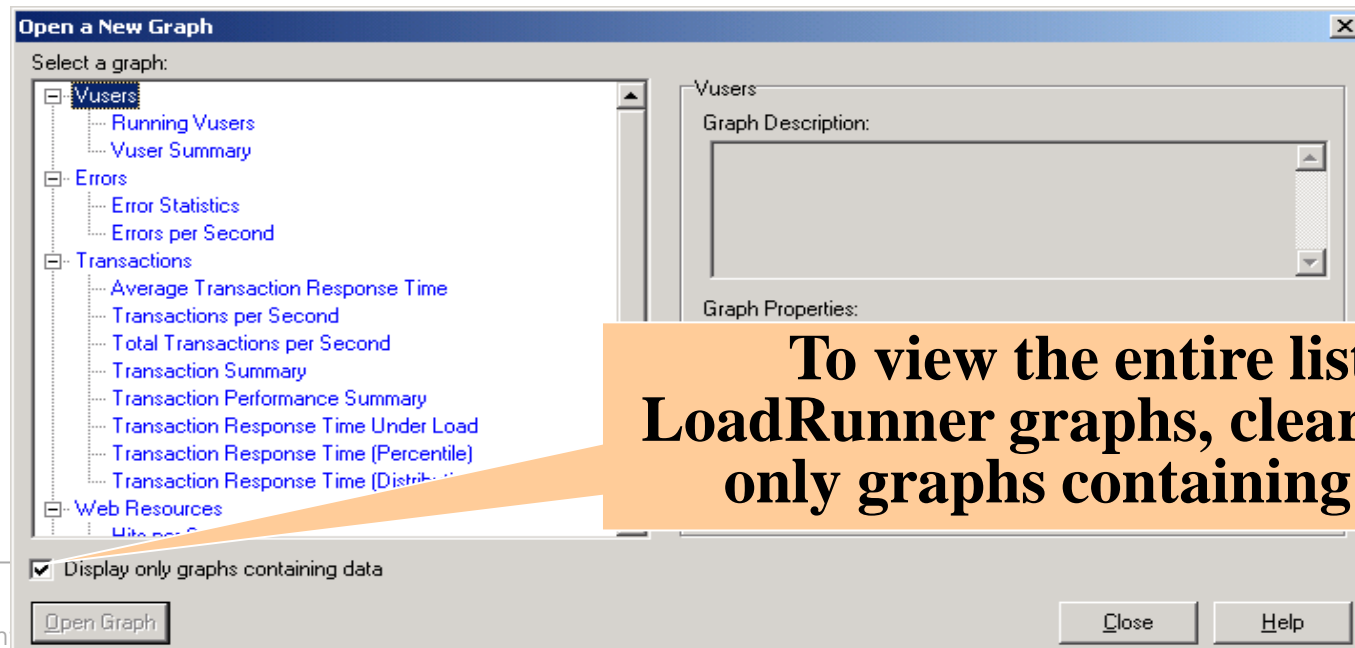 Open a New Graph
Select a graph:
Vusers
Running Vusers
Vuser Summary
Errors
Error Statistics
Errors per Second
Transactions
Average Transaction Response Time
Transactions per Second
Total Transactions per Second
Transaction Summary
Transaction Performance Summary
Transaction Response Time Under Load
Transaction Response Time (Percentile)
Transaction Response Time
Web Resources
Vusers
Graph Description:
Graph Properties:
To view the entire list
LoadRunner graphs, clear
only graphs containing
Display only graphs containing data
Open Graph
Close
Help